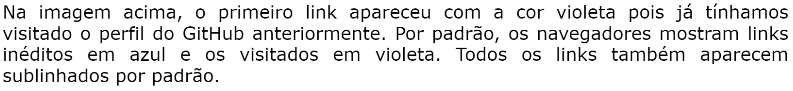 Na imagem acima, o primeiro link apareceu com a cor violeta pois já tínhamos
visitado o perfil do GitHub anteriormente. Por padrão, os navegadores mostram links
inéditos em azul e os visitados em violeta. Todos os links também aparecem
sublinhados por padrão.